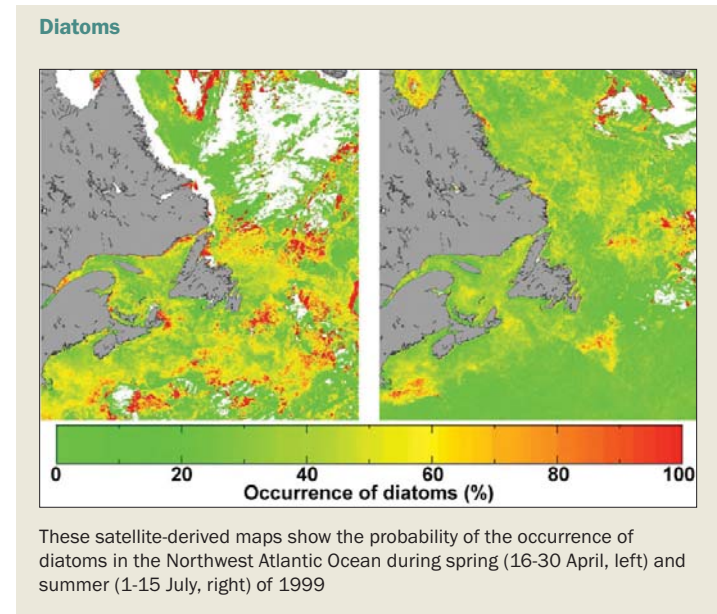 Diatoms
0 20 40 60 80 100
Occurrence of diatoms (%)
These satellite-derived maps show the probability of the occurrence of
diatoms in the Northwest Atlantic Ocean during spring (16-30 April, left) and
summer (1-15 July, right) of 1999